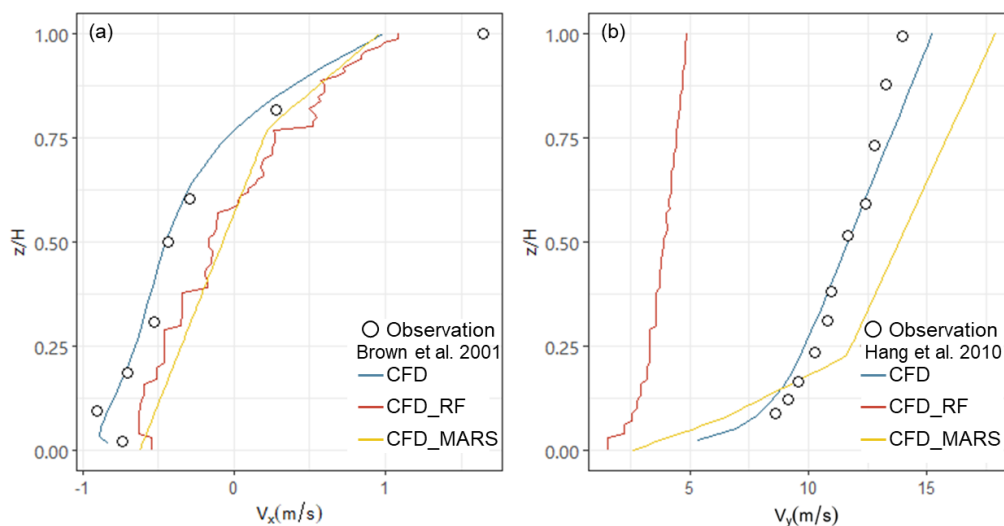 (a)
z/H
1.00
0.75
0.50
0.25
0.00
-1
0
1
Vx(m/s)
Observation
Brown et al. 2001
CFD
CFD_RF
CFD_MARS
(b)
z/H
1.00
0.75
0.50
0.25
0.00
5
10
15
Vy(m/s)
Observation
Hang et al. 2010
CFD
CFD_RF
CFD_MARS